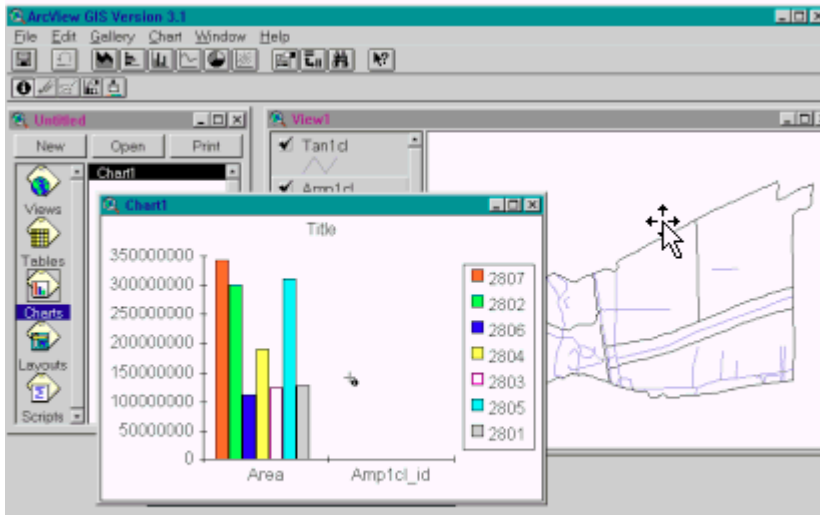 ArcView GIS Version 3.1
File Edit Gallery Chart Window Help
Untitled
New Open Print
Chart1
Views
Tables
Charts
Layouts
Scripts
View1
Tan1cl
Amp1cl
Chart1
Title
350000000
300000000
250000000
200000000
150000000
100000000
50000000
0
Area Amp1cl_id
2807
2802
2806
2804
2803
2805
2801